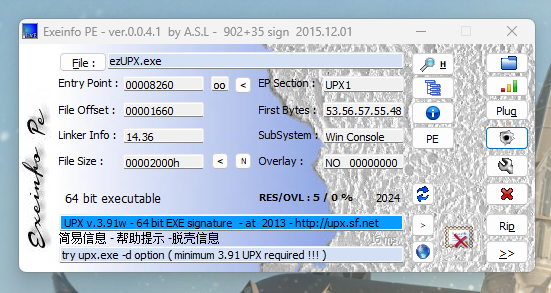 Exeinfo PE - ver.0.0.4.1 by A.S.L - 902+35 sign 2015.12.01
File : ezUPX.exe H
Entry Point : 00008260 oo < EP Section : UPX1
File Offset : 00001660 First Bytes : 53.56.57.55.48 Plug
Linker Info : 14.36 SubSystem : Win Console PE
File Size : 00002000h < N Overlay : NO 00000000
64 bit executable RES/OVL : 5 / 0 % 2024
UPX v.3.91w - 64 bit EXE signature - at 2013 - http://upx.sf.net > Rip
简易信息 - 帮助提示 -脱壳信息
try upx.exe -d option ( minimum 3.91 UPX required !!! ) >>
Exeinfo Pe